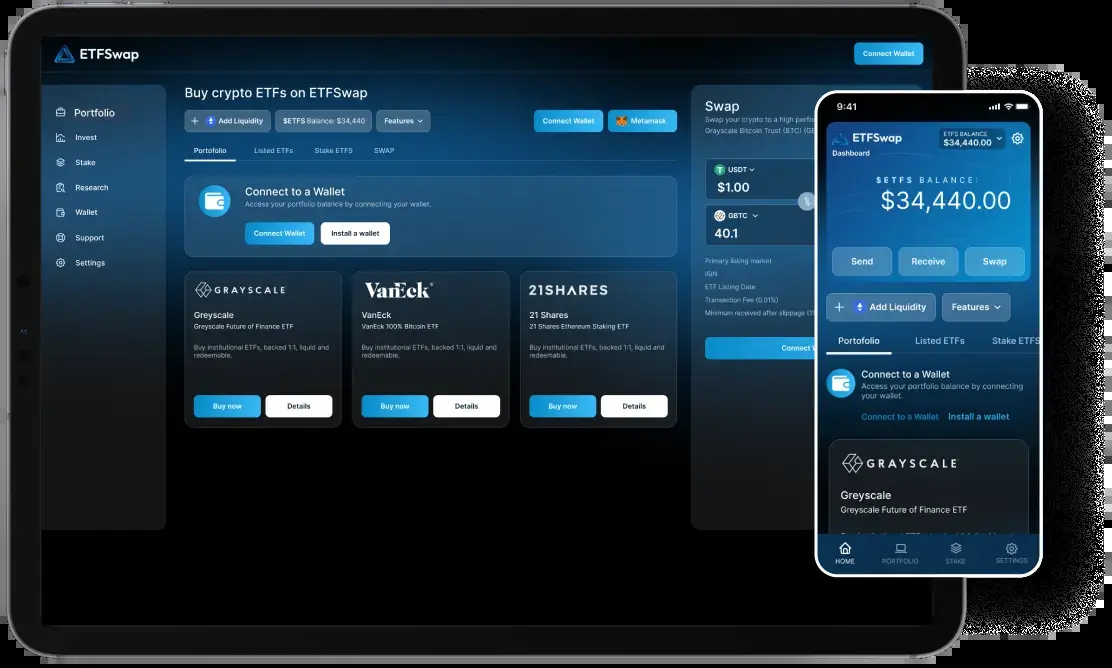 ETFSwap
Connect Wallet
Portfolio
Invest
Stake
Research
Wallet
Support
Settings
Buy crypto ETFs on ETFSwap
+ Add Liquidity
$ETFS Balance: $34,440
Features
Connect Wallet
Metamask
Portofolio
Listed ETFs
Stake ETFS
SWAP
Connect to a Wallet
Access your portfolio balance by connecting your wallet.
Connect Wallet
Install a wallet
GRAYSCALE
Greyscale
Greyscale Future of Finance ETF
Buy institutional ETFs, backed 1:1, liquid and
redeemable.
Buy now
Details
VanEck®
VanEck
VanEck 100% Bitcoin ETF
Buy institutional ETFs, backed 1:1, liquid and
redeemable.
Buy now
Details
21SHARES
21 Shares
21 Shares Ethereum Staking ETF
Buy institutional ETFs, backed 1:1, liquid and
redeemable.
Buy now
Details
Swap
Swap your crypto to a high
Grayscale Bitcoin Trust (BTC)
USDT
$1.00
GBTC
40.1
Primary listing market
ISIN
ETF Listing Date
Transaction Fee (0.01%)
Minimum received after slippage
Connect
9:41
ETFSwap
Dashboard
ETFS BALANCE
$34,440.00
$ETFS BALANCE:
$34,440.00
Send
Receive
Swap
+ Add Liquidity
Features
Portofolio
Listed ETFs
Stake ETFS
Connect to a Wallet
Access your portfolio balance by connecting
your wallet.
Connect to a Wallet
Install a wallet
GRAYSCALE
Greyscale
Greyscale Future of Finance ETF
HOME
PORTFOLIO
STAKE
SETTINGS